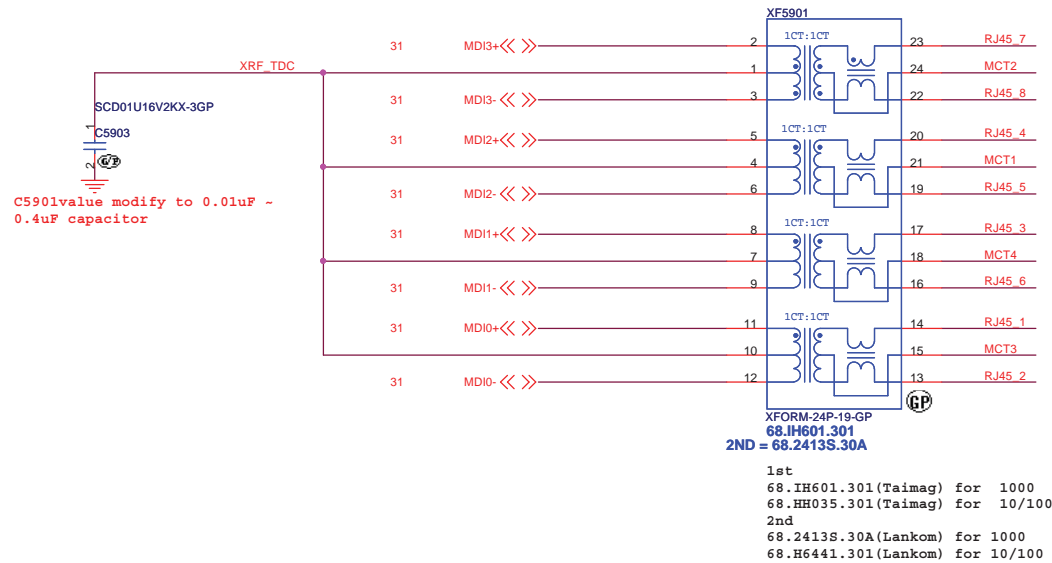 XF5901
1CT:1CT
31 MDI3+ 2 23 RJ45_7
XRF_TDC 1 24 MCT2
31 MDI3- 3 22 RJ45_8
SCD01U16V2KX-3GP
1
C5903
2 G/P
C5901value modify to 0.01uF ~
0.4uF capacitor
1CT:1CT
31 MDI2+ 5 20 RJ45_4
4 21 MCT1
31 MDI2- 6 19 RJ45_5
1CT:1CT
31 MDI1+ 8 17 RJ45_3
7 18 MCT4
31 MDI1- 9 16 RJ45_6
1CT:1CT
31 MDI0+ 11 14 RJ45_1
10 15 MCT3
31 MDI0- 12 13 RJ45_2
GP
XFORM-24P-19-GP
68.IH601.301
2ND = 68.2413S.30A
1st
68.IH601.301(Taimag) for 1000
68.HH035.301(Taimag) for 10/100
2nd
68.2413S.30A(Lankom) for 1000
68.H6441.301(Lankom) for 10/100